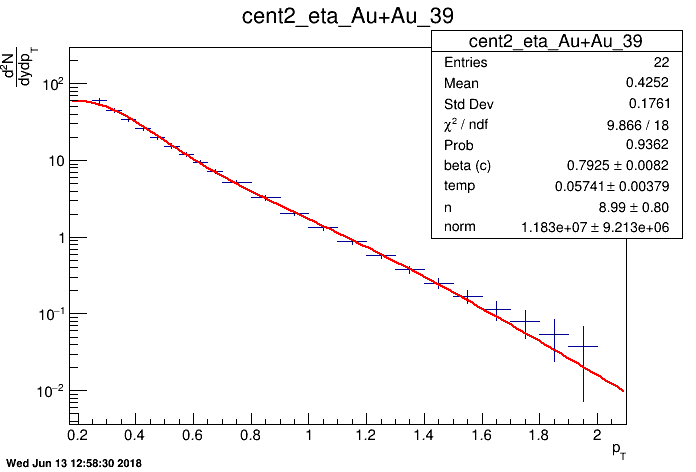 cent2_eta_Au+Au_39
d²N
dydp_T
cent2_eta_Au+Au_39
Entries 22
Mean 0.4252
Std Dev 0.1761
χ² / ndf 9.866 / 18
Prob 0.9362
beta (c) 0.7925 ± 0.0082
temp 0.05741 ± 0.00379
n 8.99 ± 0.80
norm 1.183e+07 ± 9.213e+06
10²
10
1
10⁻¹
10⁻²
0.2 0.4 0.6 0.8 1 1.2 1.4 1.6 1.8 2
p_T
Wed Jun 13 12:58:30 2018